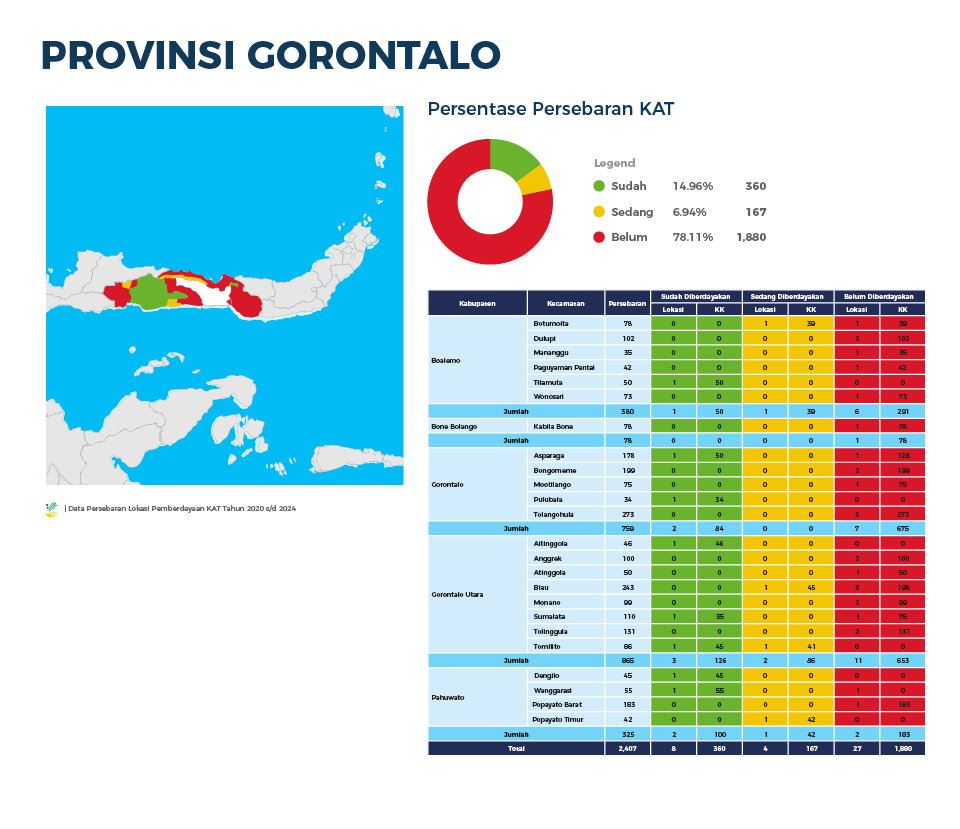 PROVINSI GORONTALO
Persentase Persebaran KAT
Legend
Sudah 14.96% 360
Sedang 6.94% 167
Belum 78.11% 1,880
| Data Persebaran Lokasi Pemberdayaan KAT Tahun 2020 s/d 2024
Kabupaten Kecamatan Persebaran Sudah Diberdayakan Sedang Diberdayakan Belum Diberdayakan
Lokasi KK Lokasi KK Lokasi KK
Boalemo
Botumoita 78 0 0 1 39 1 39
Dulupi 102 0 0 0 0 2 102
Mananggu 35 0 0 0 0 1 35
Paguyaman Pantai 42 0 0 0 0 1 42
Tilamuta 50 1 50 0 0 0 0
Wonosari 73 0 0 0 0 1 73
Jumlah 380 1 50 1 39 6 291
Bone Bolango Kabila Bone 78 0 0 0 0 1 78
Jumlah 78 0 0 0 0 1 78
Gorontalo
Asparaga 178 1 50 0 0 1 128
Bongomeme 199 0 0 0 0 2 199
Mootilango 75 0 0 0 0 1 75
Pulubala 34 1 34 0 0 0 0
Tolangohula 273 0 0 0 0 3 273
Jumlah 759 2 84 0 0 7 675
Gorontalo Utara
Aitinggola 46 1 46 0 0 0 0
Anggrek 100 0 0 0 0 2 100
Atinggola 50 0 0 0 0 1 50
Biau 243 0 0 1 45 3 198
Monano 99 0 0 0 0 2 99
Sumalata 110 1 35 0 0 1 75
Tolinggula 131 0 0 0 0 2 131
Tomilito 86 1 45 1 41 0 0
Jumlah 865 3 126 2 86 11 653
Pahuwato
Dengilo 45 1 45 0 0 0 0
Wanggarasi 55 1 55 0 0 1 0
Popayato Barat 183 0 0 0 0 1 183
Popayato Timur 42 0 0 1 42 0 0
Jumlah 325 2 100 1 42 2 183
Total 2,407 8 360 4 167 27 1,880